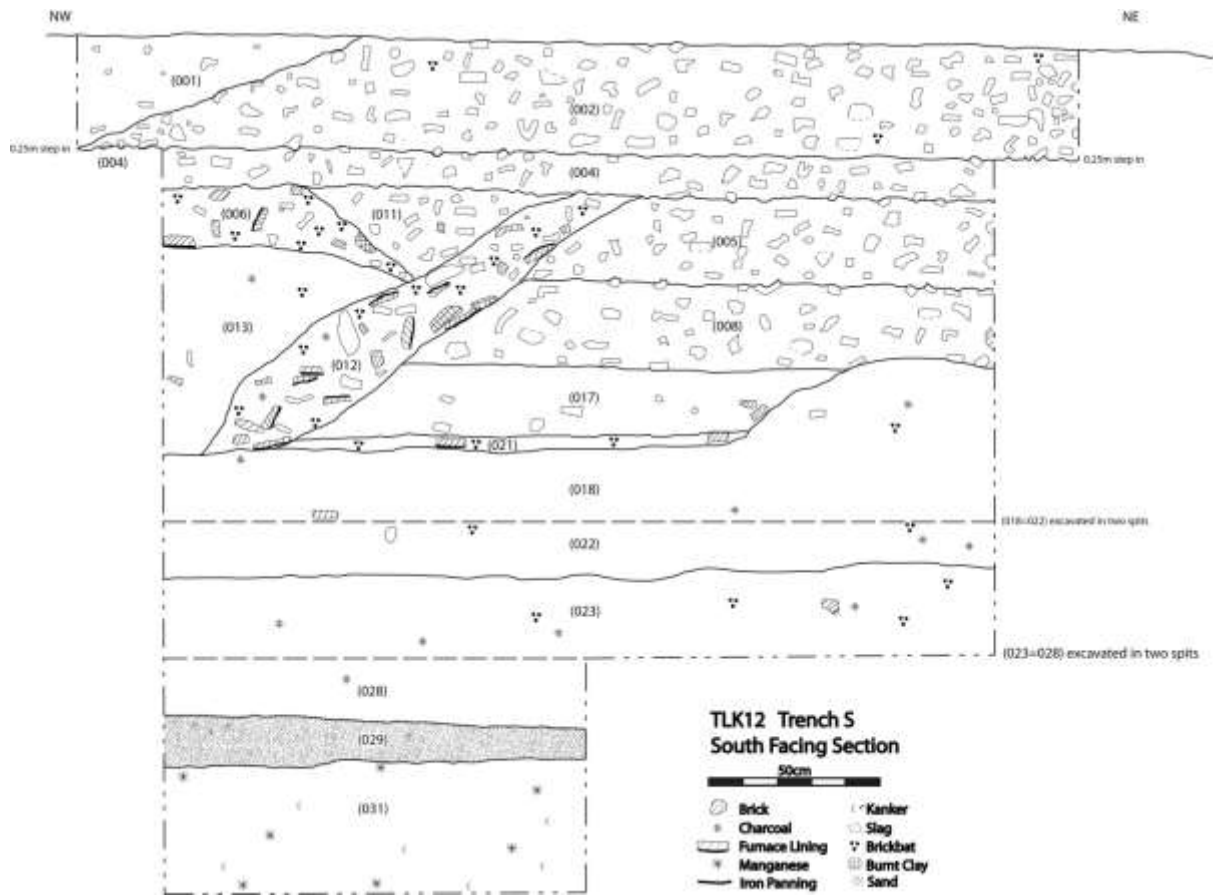 NW
NE
(001)
(002)
0.25m step in
(004)
0.25m step in
(004)
(006)
(011)
(005)
(013)
(008)
(012)
(017)
(021)
(018)
(018=022) excavated in two spits
(022)
(023)
(023=028) excavated in two spits
(028)
(029)
(031)
TLK12 Trench S
South Facing Section
50cm
Brick
Charcoal
Furnace Lining
Manganese
Iron Panning
Kanker
Slag
Brickbat
Burnt Clay
Sand